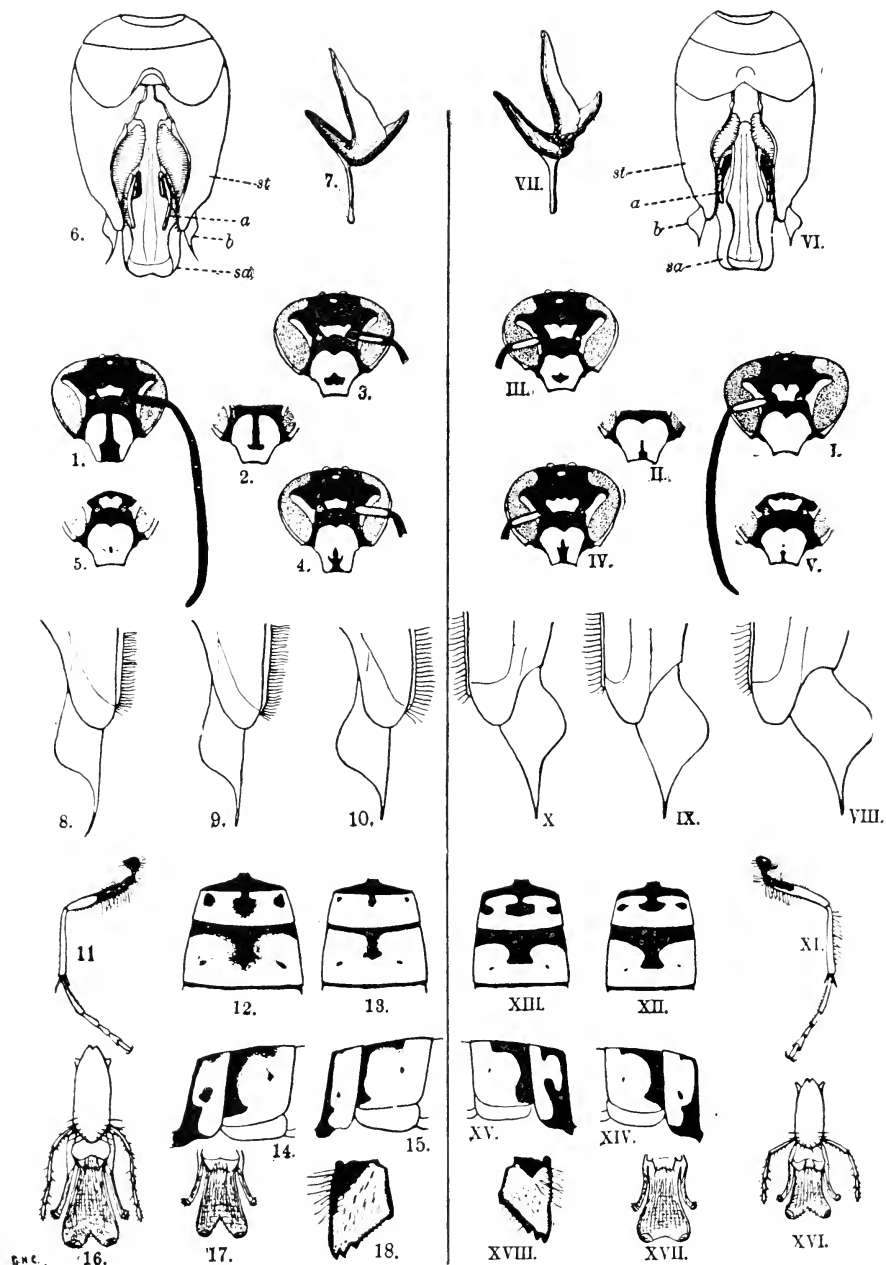 st
a
b
sa
6.
7.
VII.
st
a
b
sa
VI.
3.
III.
1.
2.
II.
I.
5.
4.
IV.
V.
8.
9.
10.
X
IX.
VIII.
11
12.
13.
XIII.
XII.
XI.
14.
15.
XV.
XIV.
16.
17.
18.
XVIII.
XVII.
XVI.
G.H.C.